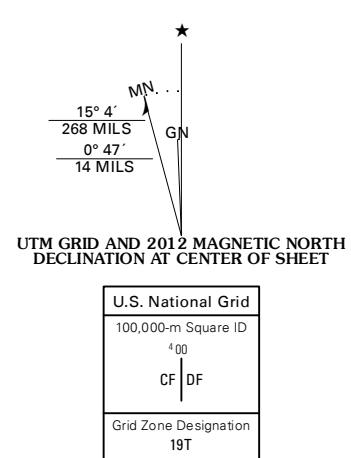 ★
MN
15° 4´
268 MILS
GN
0° 47´
14 MILS
UTM GRID AND 2012 MAGNETIC NORTH
DECLINATION AT CENTER OF SHEET
U.S. National Grid
100,000-m Square ID
⁴00
CF DF
Grid Zone Designation
19T